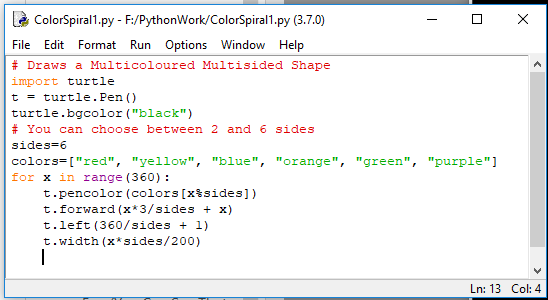 ColorSpiral1.py - F:/PythonWork/ColorSpiral1.py (3.7.0)
File Edit Format Run Options Window Help
# Draws a Multicoloured Multisided Shape
import turtle
t = turtle.Pen()
turtle.bgcolor("black")
# You can choose between 2 and 6 sides
sides=6
colors=["red", "yellow", "blue", "orange", "green", "purple"]
for x in range(360):
    t.pencolor(colors[x%sides])
    t.forward(x*3/sides + x)
    t.left(360/sides + 1)
    t.width(x*sides/200)
Ln: 13 Col: 4